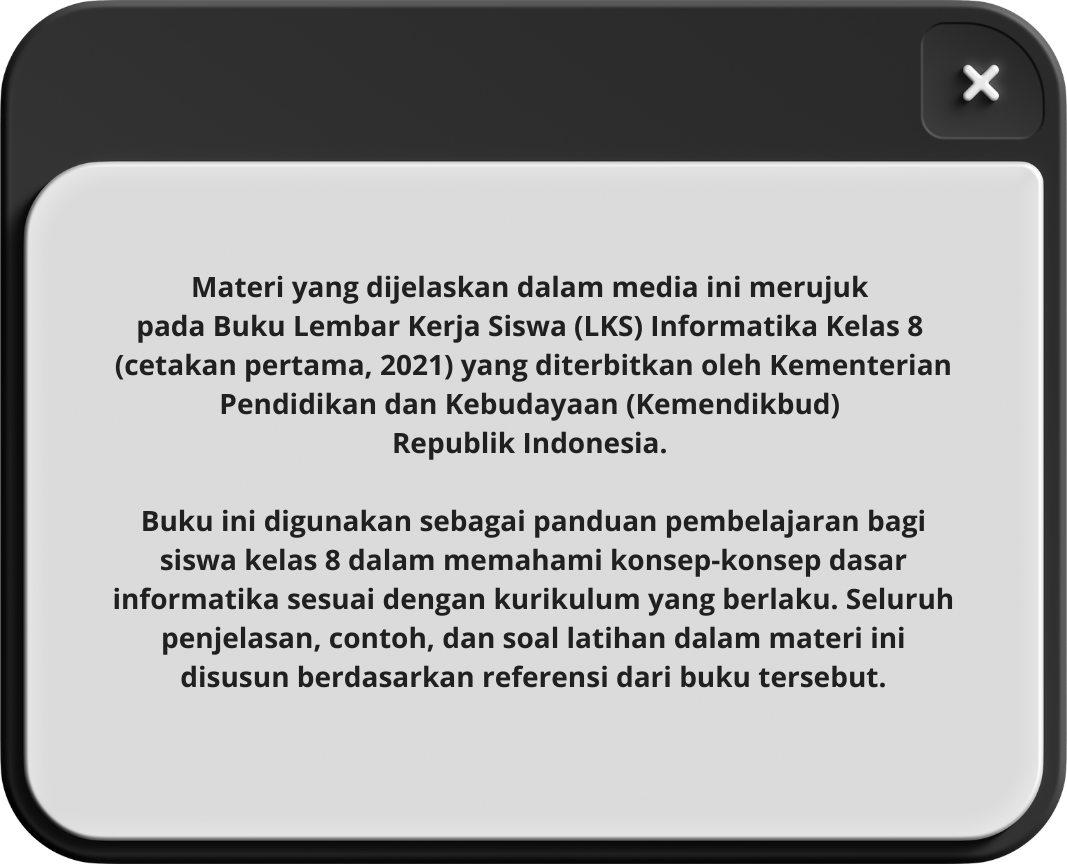 Materi yang dijelaskan dalam media ini merujuk
pada Buku Lembar Kerja Siswa (LKS) Informatika Kelas 8
(cetakan pertama, 2021) yang diterbitkan oleh Kementerian
Pendidikan dan Kebudayaan (Kemendikbud)
Republik Indonesia.
Buku ini digunakan sebagai panduan pembelajaran bagi
siswa kelas 8 dalam memahami konsep-konsep dasar
informatika sesuai dengan kurikulum yang berlaku. Seluruh
penjelasan, contoh, dan soal latihan dalam materi ini
disusun berdasarkan referensi dari buku tersebut.